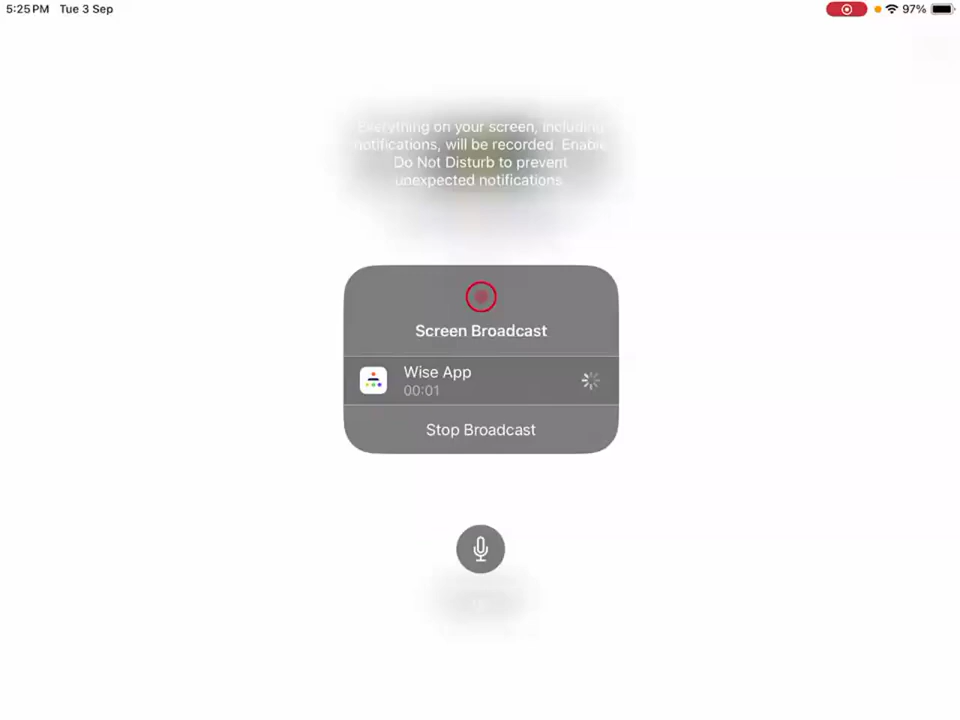 5:25 PM Tue 3 Sep 97%
Everything on your screen, including
notifications, will be recorded. Enable
Do Not Disturb to prevent
unexpected notifications
Screen Broadcast
Wise App
00:01
Stop Broadcast